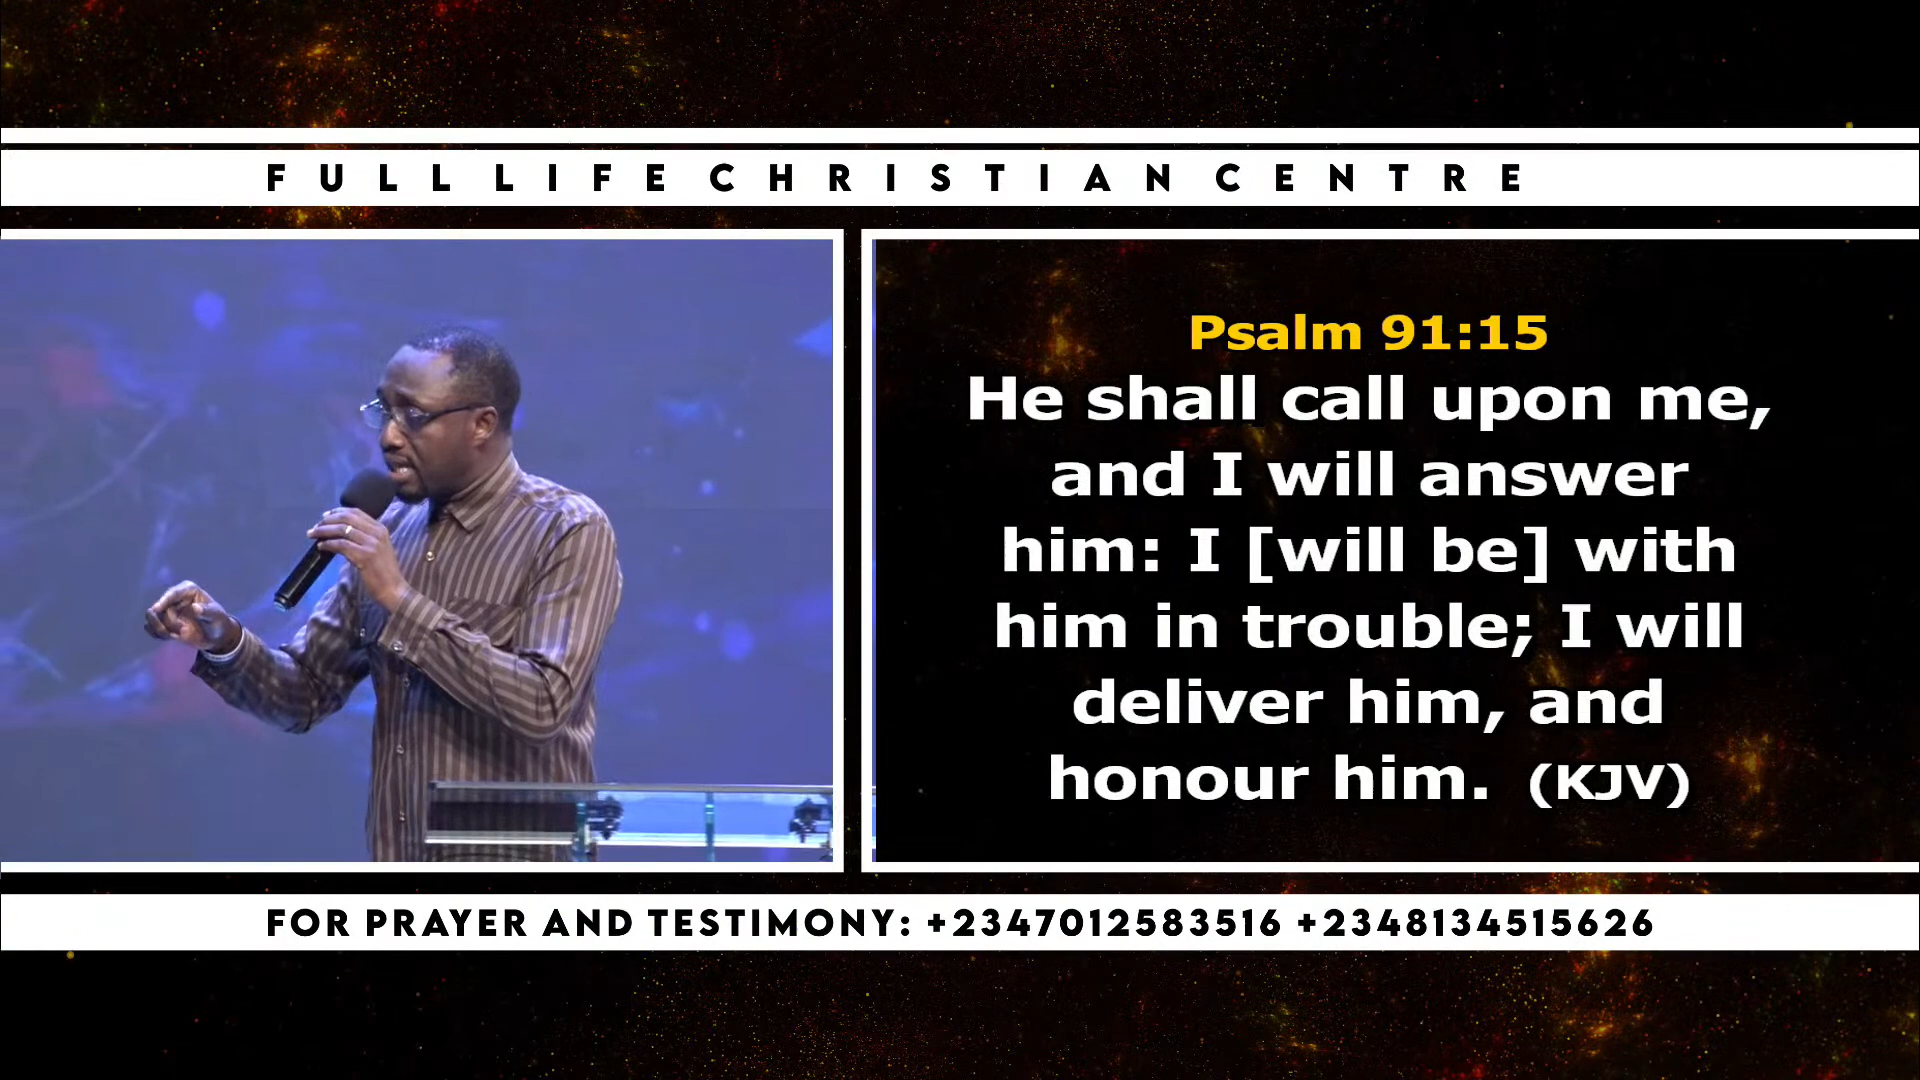 FULL LIFE CHRISTIAN CENTRE
Psalm 91:15
He shall call upon me,
and I will answer
him: I [will be] with
him in trouble; I will
deliver him, and
honour him. (KJV)
FOR PRAYER AND TESTIMONY: +2347012583516 +2348134515626